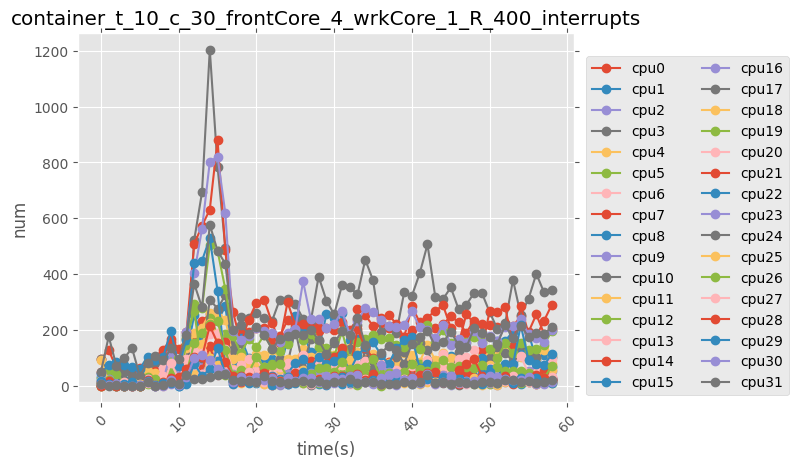 container_t_10_c_30_frontCore_4_wrkCore_1_R_400_interrupts
1200
1000
800
600
400
200
0
num
0 10 20 30 40 50 60
time(s)
cpu0 cpu16
cpu1 cpu17
cpu2 cpu18
cpu3 cpu19
cpu4 cpu20
cpu5 cpu21
cpu6 cpu22
cpu7 cpu23
cpu8 cpu24
cpu9 cpu25
cpu10 cpu26
cpu11 cpu27
cpu12 cpu28
cpu13 cpu29
cpu14 cpu30
cpu15 cpu31